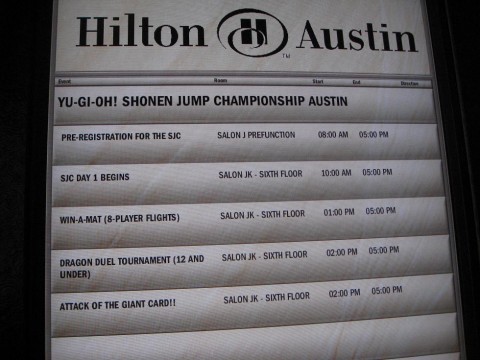 Hilton H Austin
TM
Event Room Start End Direction
YU-GI-OH! SHONEN JUMP CHAMPIONSHIP AUSTIN
PRE-REGISTRATION FOR THE SJC SALON J PREFUNCTION 08:00 AM 05:00 PM
SJC DAY 1 BEGINS SALON JK - SIXTH FLOOR 10:00 AM 05:00 PM
WIN-A-MAT (8-PLAYER FLIGHTS) SALON JK - SIXTH FLOOR 01:00 PM 05:00 PM
DRAGON DUEL TOURNAMENT (12 AND SALON JK - SIXTH FLOOR 02:00 PM 05:00 PM
UNDER)
ATTACK OF THE GIANT CARD!! SALON JK - SIXTH FLOOR 02:00 PM 05:00 PM